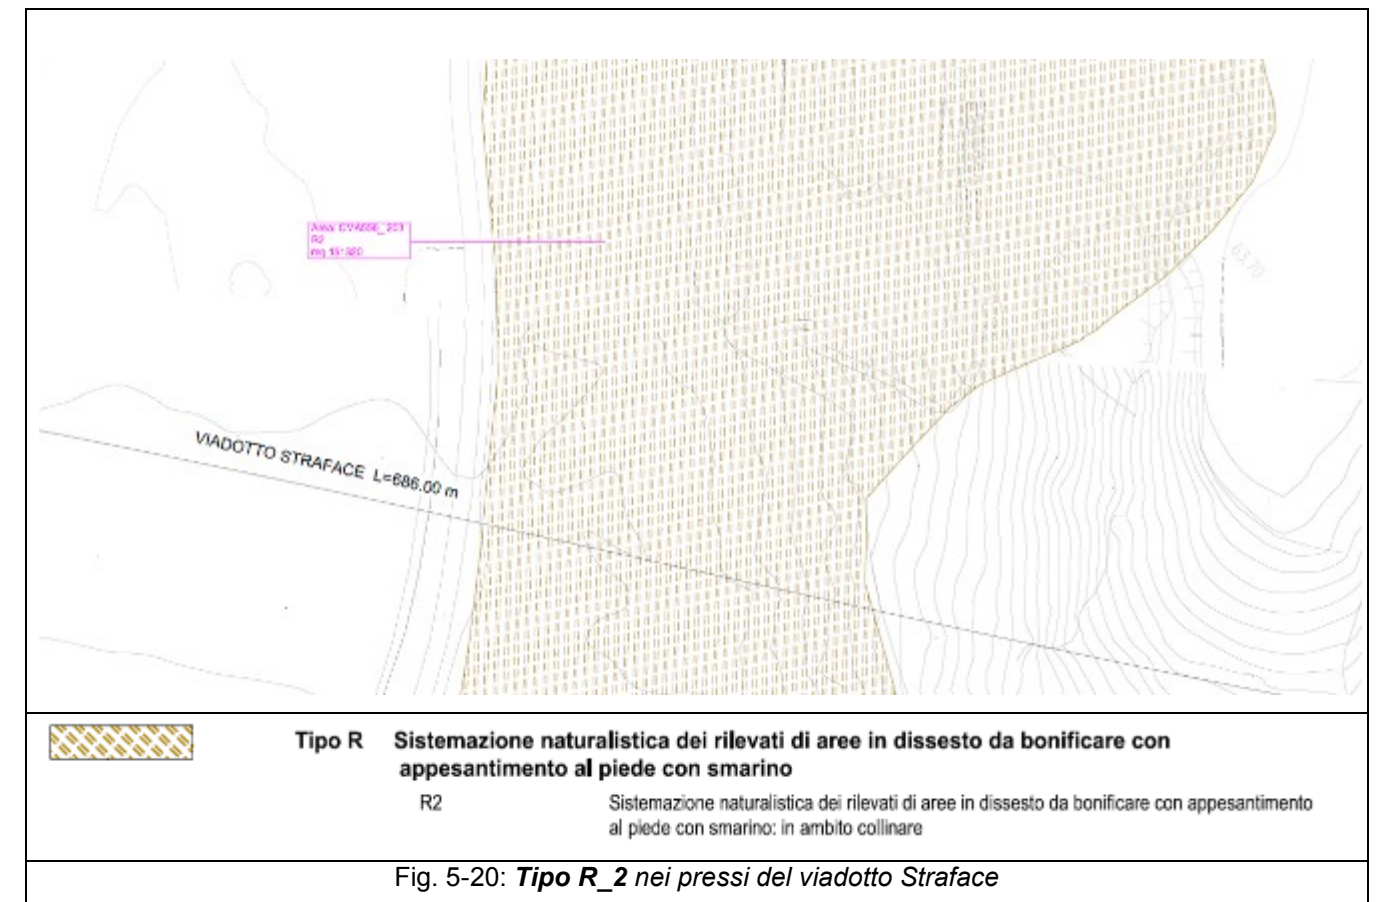 R2
63.70
VIADOTTO STRAFACE L=686.00 m
Tipo R Sistemazione naturalistica dei rilevati di aree in dissesto da bonificare con
appesantimento al piede con smarino
R2 Sistemazione naturalistica dei rilevati di aree in dissesto da bonificare con appesantimento
al piede con smarino: in ambito collinare
Fig. 5-20: Tipo R_2 nei pressi del viadotto Straface